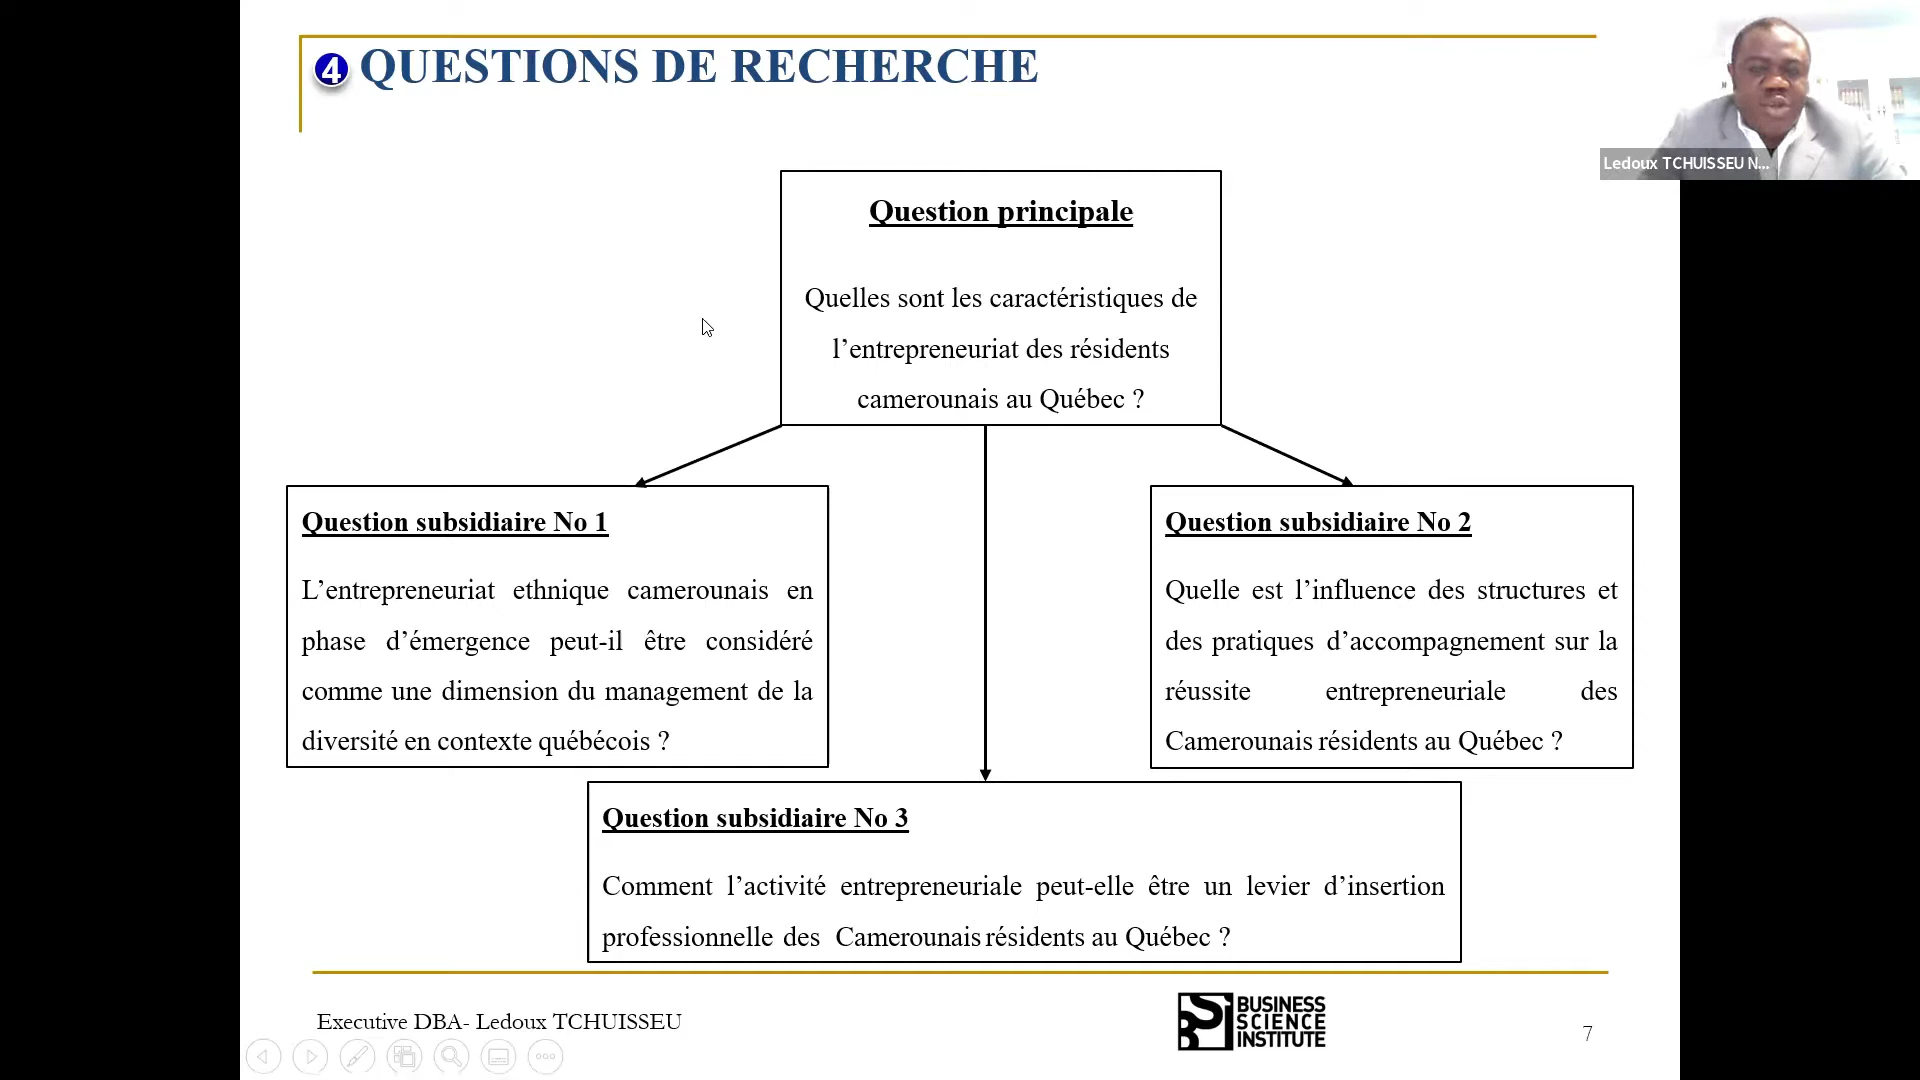 4 QUESTIONS DE RECHERCHE
Ledoux TCHUISSEU N...
Question principale
Quelles sont les caractéristiques de
l’entrepreneuriat des résidents
camerounais au Québec ?
Question subsidiaire No 1
L’entrepreneuriat ethnique camerounais en
phase d’émergence peut-il être considéré
comme une dimension du management de la
diversité en contexte québécois ?
Question subsidiaire No 2
Quelle est l’influence des structures et
des pratiques d’accompagnement sur la
réussite entrepreneuriale des
Camerounais résidents au Québec ?
Question subsidiaire No 3
Comment l’activité entrepreneuriale peut-elle être un levier d’insertion
professionnelle des Camerounais résidents au Québec ?
Executive DBA- Ledoux TCHUISSEU
BUSINESS
SCIENCE
INSTITUTE
7